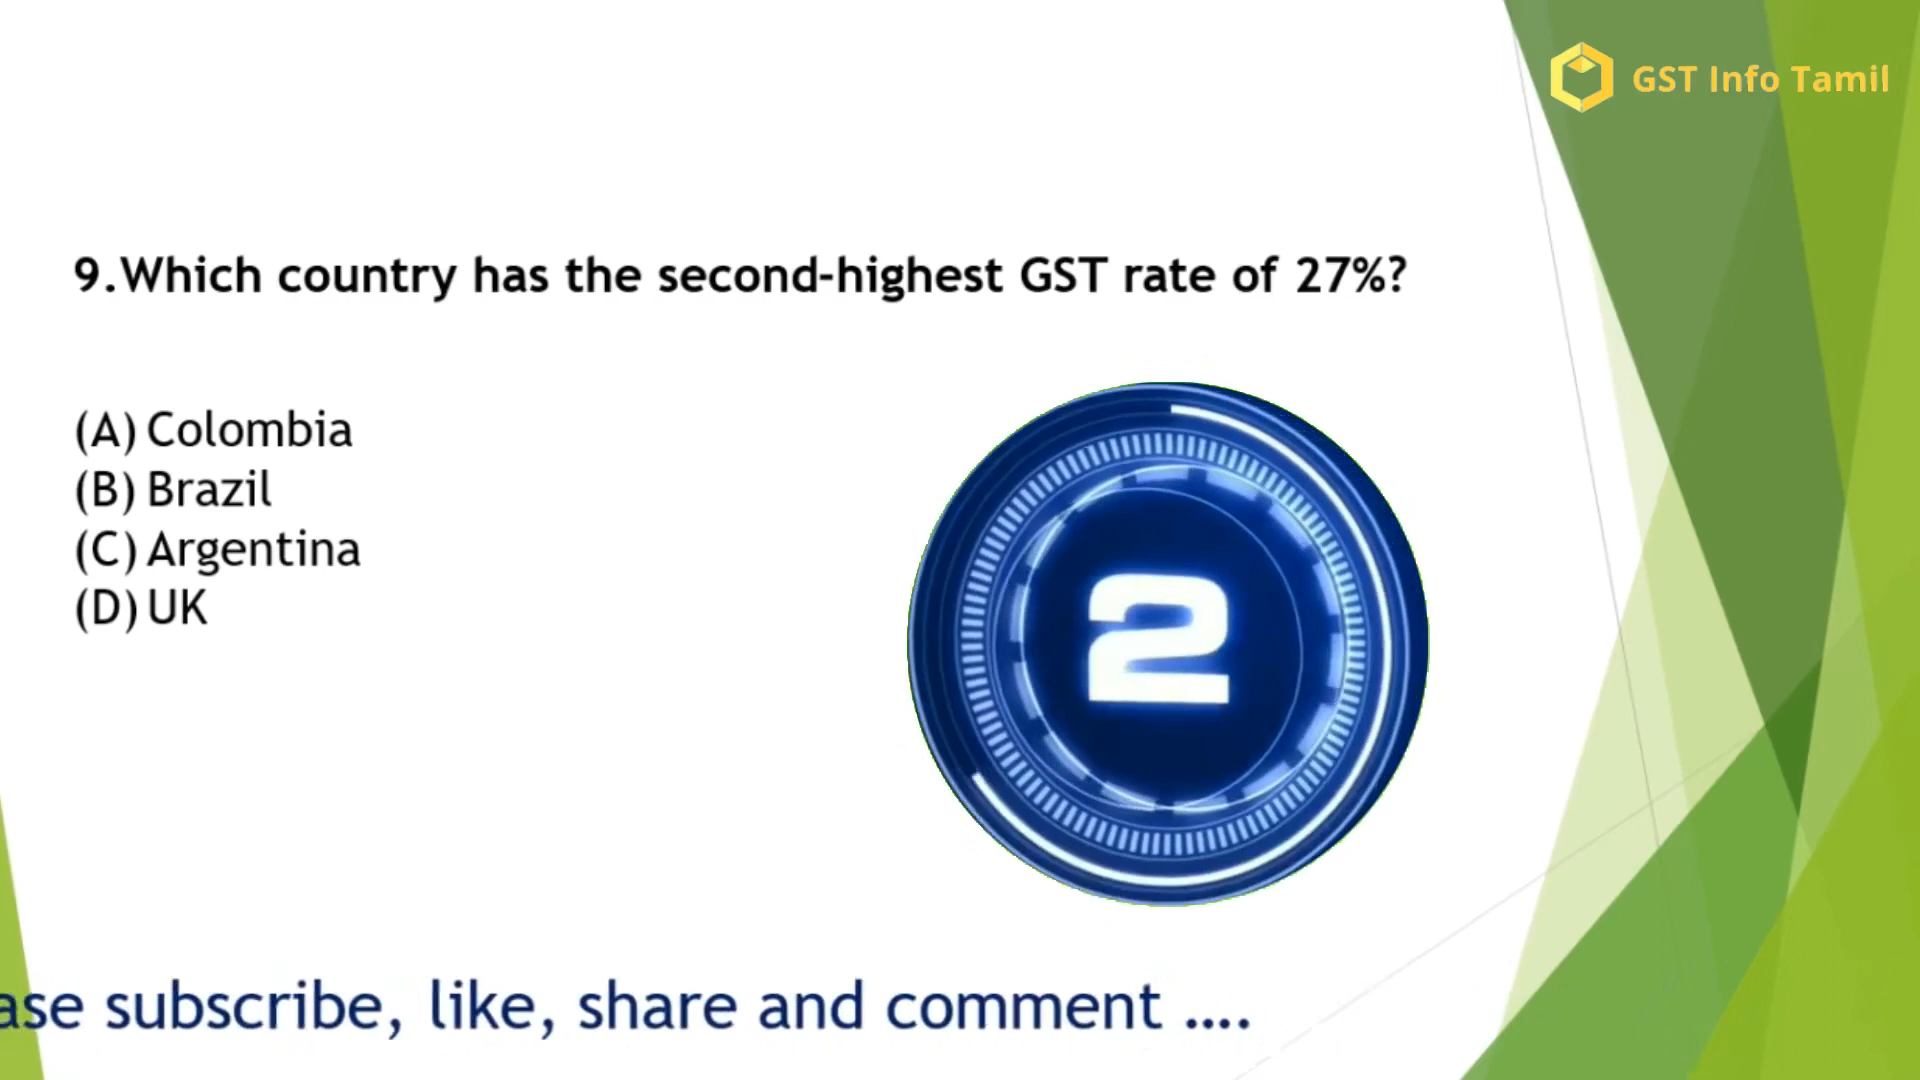 GST Info Tamil
9.Which country has the second-highest GST rate of 27%?
(A) Colombia
(B) Brazil
(C) Argentina
(D) UK
2
ase subscribe, like, share and comment ....